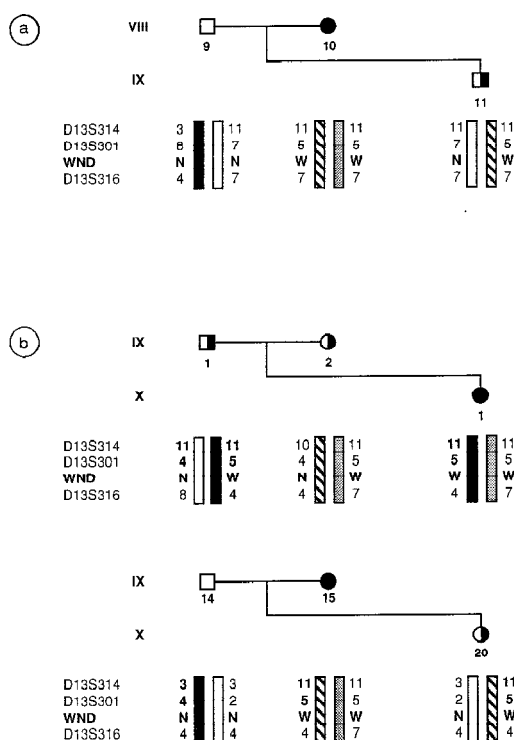 a
VIII
9 10
IX
11
D13S314 3 11 11 11 11 11
D13S301 8 7 5 5 7 5
WND N N W W N W
D13S316 4 7 7 7 7 7
b
IX
1 2
X
1
D13S314 11 11 10 11 11 11
D13S301 4 5 4 5 5 5
WND N W N W W W
D13S316 8 4 4 7 4 7
IX
14 15
X
20
D13S314 3 3 11 11 3 11
D13S301 4 2 5 5 2 5
WND N N W W N W
D13S316 4 4 4 7 4 4